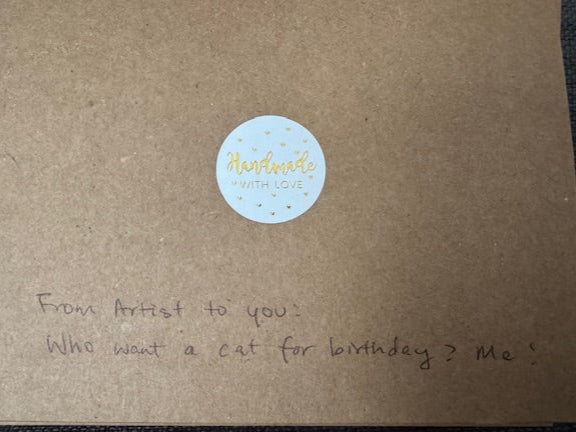 Handmade
WITH LOVE
From Artist to you:
Who want a cat for birthday? Me!